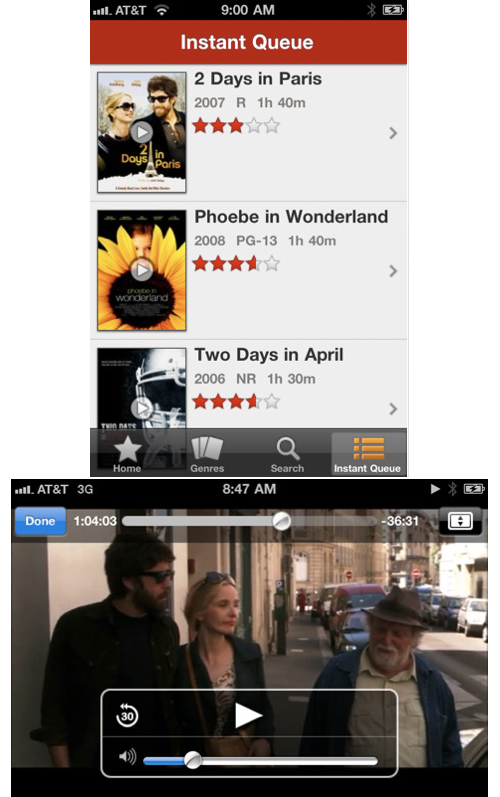 AT&T 9:00 AM
Instant Queue
2 Days in Paris
2007 R 1h 40m
2
Days in
Paris
Phoebe in Wonderland
2008 PG-13 1h 40m
phoebe in
wonderland
Two Days in April
2006 NR 1h 30m
TWO DAYS
Home Genres Search Instant Queue
AT&T 3G 8:47 AM
Done 1:04:03 -36:31
30